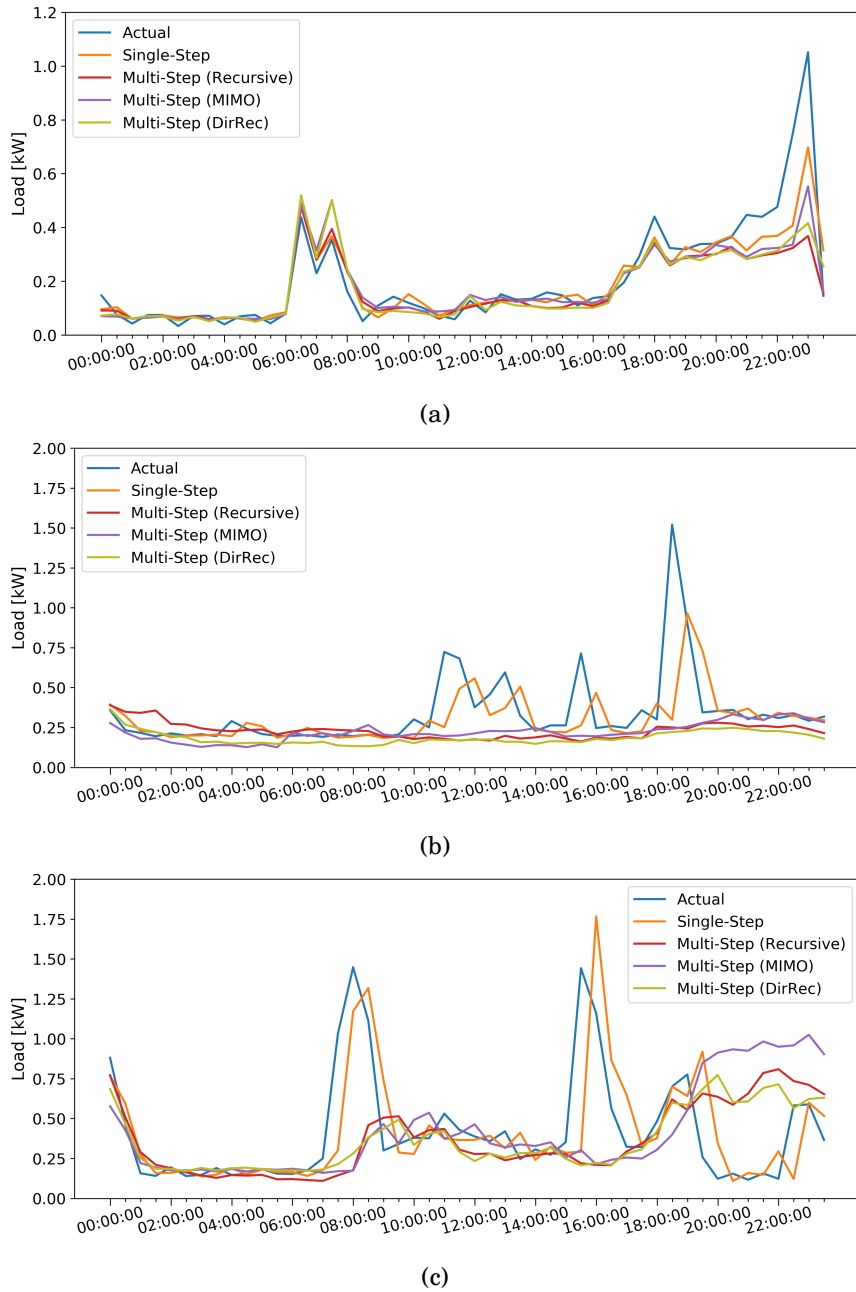 1.2
1.0
0.8
0.6
0.4
0.2
0.0
Load [kW]
Actual
Single-Step
Multi-Step (Recursive)
Multi-Step (MIMO)
Multi-Step (DirRec)
00:00:00 02:00:00 04:00:00 06:00:00 08:00:00 10:00:00 12:00:00 14:00:00 16:00:00 18:00:00 20:00:00 22:00:00
(a)
2.00
1.75
1.50
1.25
1.00
0.75
0.50
0.25
0.00
Load [kW]
Actual
Single-Step
Multi-Step (Recursive)
Multi-Step (MIMO)
Multi-Step (DirRec)
00:00:00 02:00:00 04:00:00 06:00:00 08:00:00 10:00:00 12:00:00 14:00:00 16:00:00 18:00:00 20:00:00 22:00:00
(b)
2.00
1.75
1.50
1.25
1.00
0.75
0.50
0.25
0.00
Load [kW]
Actual
Single-Step
Multi-Step (Recursive)
Multi-Step (MIMO)
Multi-Step (DirRec)
00:00:00 02:00:00 04:00:00 06:00:00 08:00:00 10:00:00 12:00:00 14:00:00 16:00:00 18:00:00 20:00:00 22:00:00
(c)